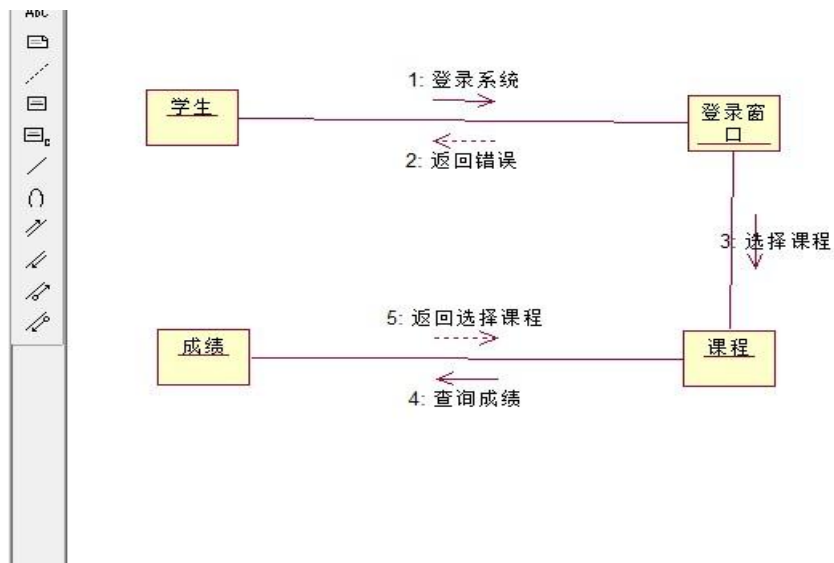 ABC
1: 登录系统
学生
登录窗
口
2: 返回错误
3: 选择课程
5: 返回选择课程
成绩
课程
4: 查询成绩